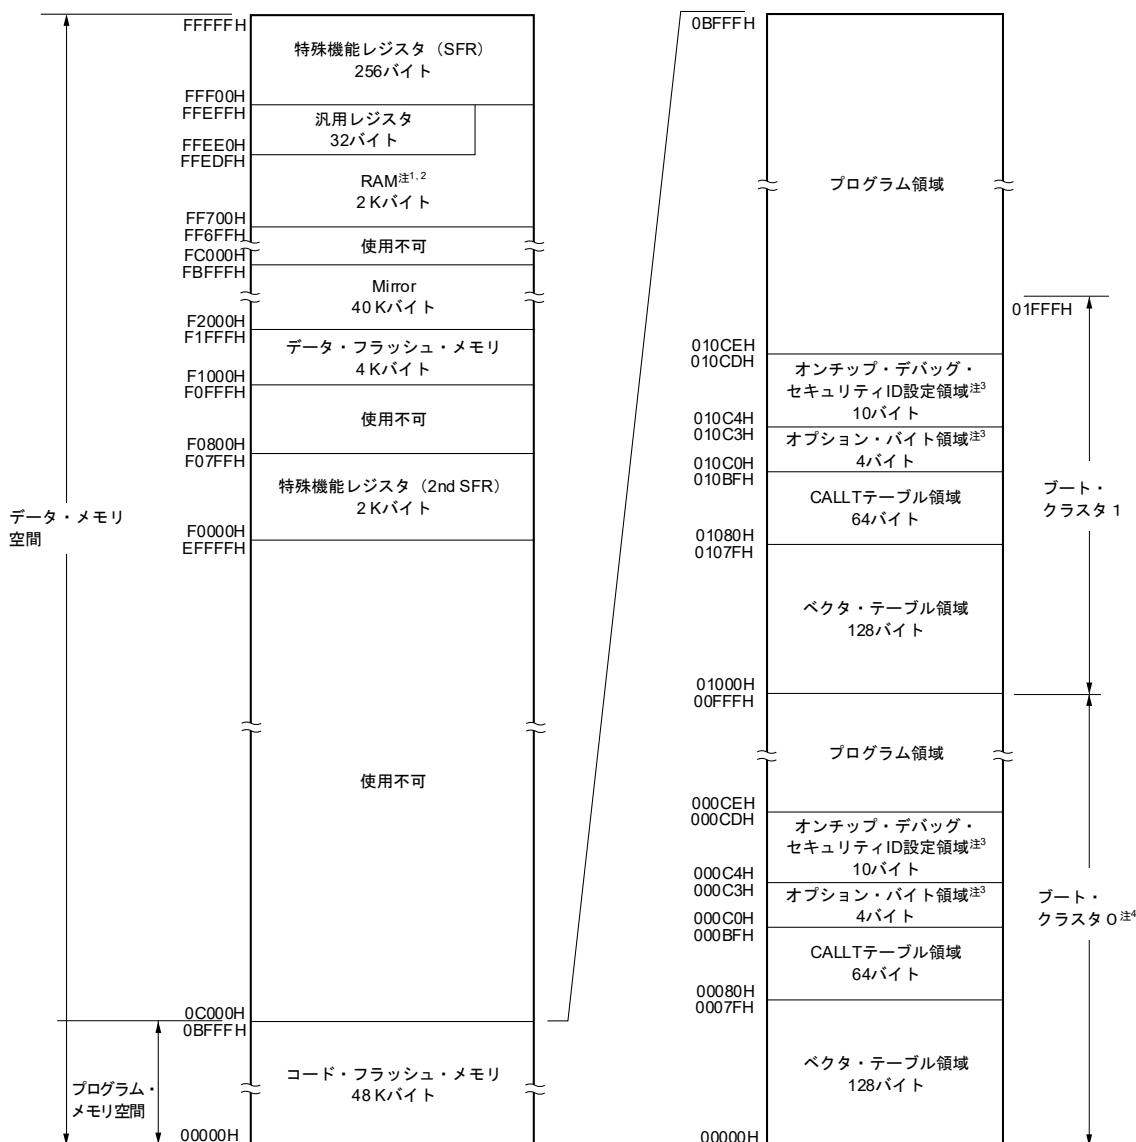 FFFFFH
特殊機能レジスタ（SFR）
256バイト
FFF00H
FFEFFH
汎用レジスタ
32バイト
FFEE0H
FFEDFH
RAM注1, 2
2 Kバイト
FF700H
FF6FFH
使用不可
FC000H
FBFFFH
Mirror
40 Kバイト
F2000H
F1FFFH
データ・フラッシュ・メモリ
4 Kバイト
F1000H
F0FFFH
使用不可
F0800H
F07FFH
特殊機能レジスタ（2nd SFR）
2 Kバイト
F0000H
EFFFFH
データ・メモリ
空間
使用不可
0C000H
0BFFFH
コード・フラッシュ・メモリ
48 Kバイト
プログラム・
メモリ空間
00000H
0BFFFH
プログラム領域
01FFFH
010CEH
010CDH
オンチップ・デバッグ・
セキュリティID設定領域注3
10バイト
010C4H
010C3H
オプション・バイト領域注3
4バイト
010C0H
010BFH
CALLTテーブル領域
64バイト
ブート・
クラスタ 1
01080H
0107FH
ベクタ・テーブル領域
128バイト
01000H
00FFFH
プログラム領域
000CEH
000CDH
オンチップ・デバッグ・
セキュリティID設定領域注3
10バイト
000C4H
000C3H
オプション・バイト領域注3
4バイト
000C0H
000BFH
ブート・
クラスタ 0注4
CALLTテーブル領域
64バイト
00080H
0007FH
ベクタ・テーブル領域
128バイト
00000H